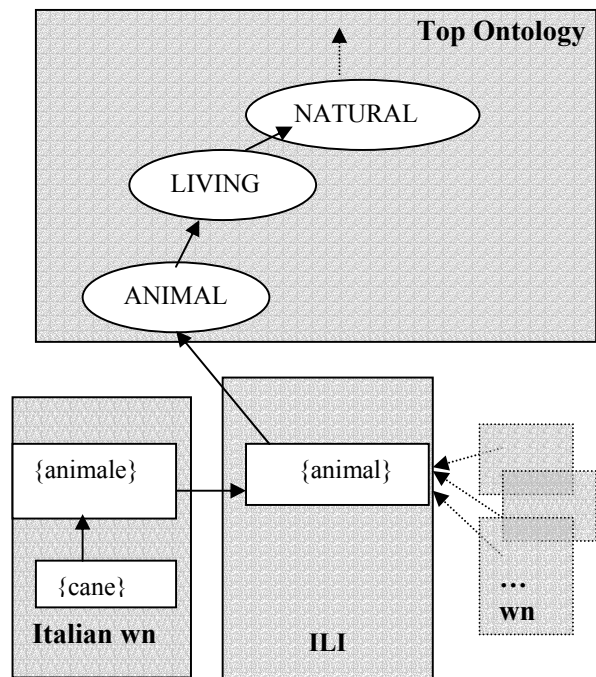 Top Ontology
NATURAL
LIVING
ANIMAL
{animale}
{animal}
{cane}
...
wn
Italian wn
ILI